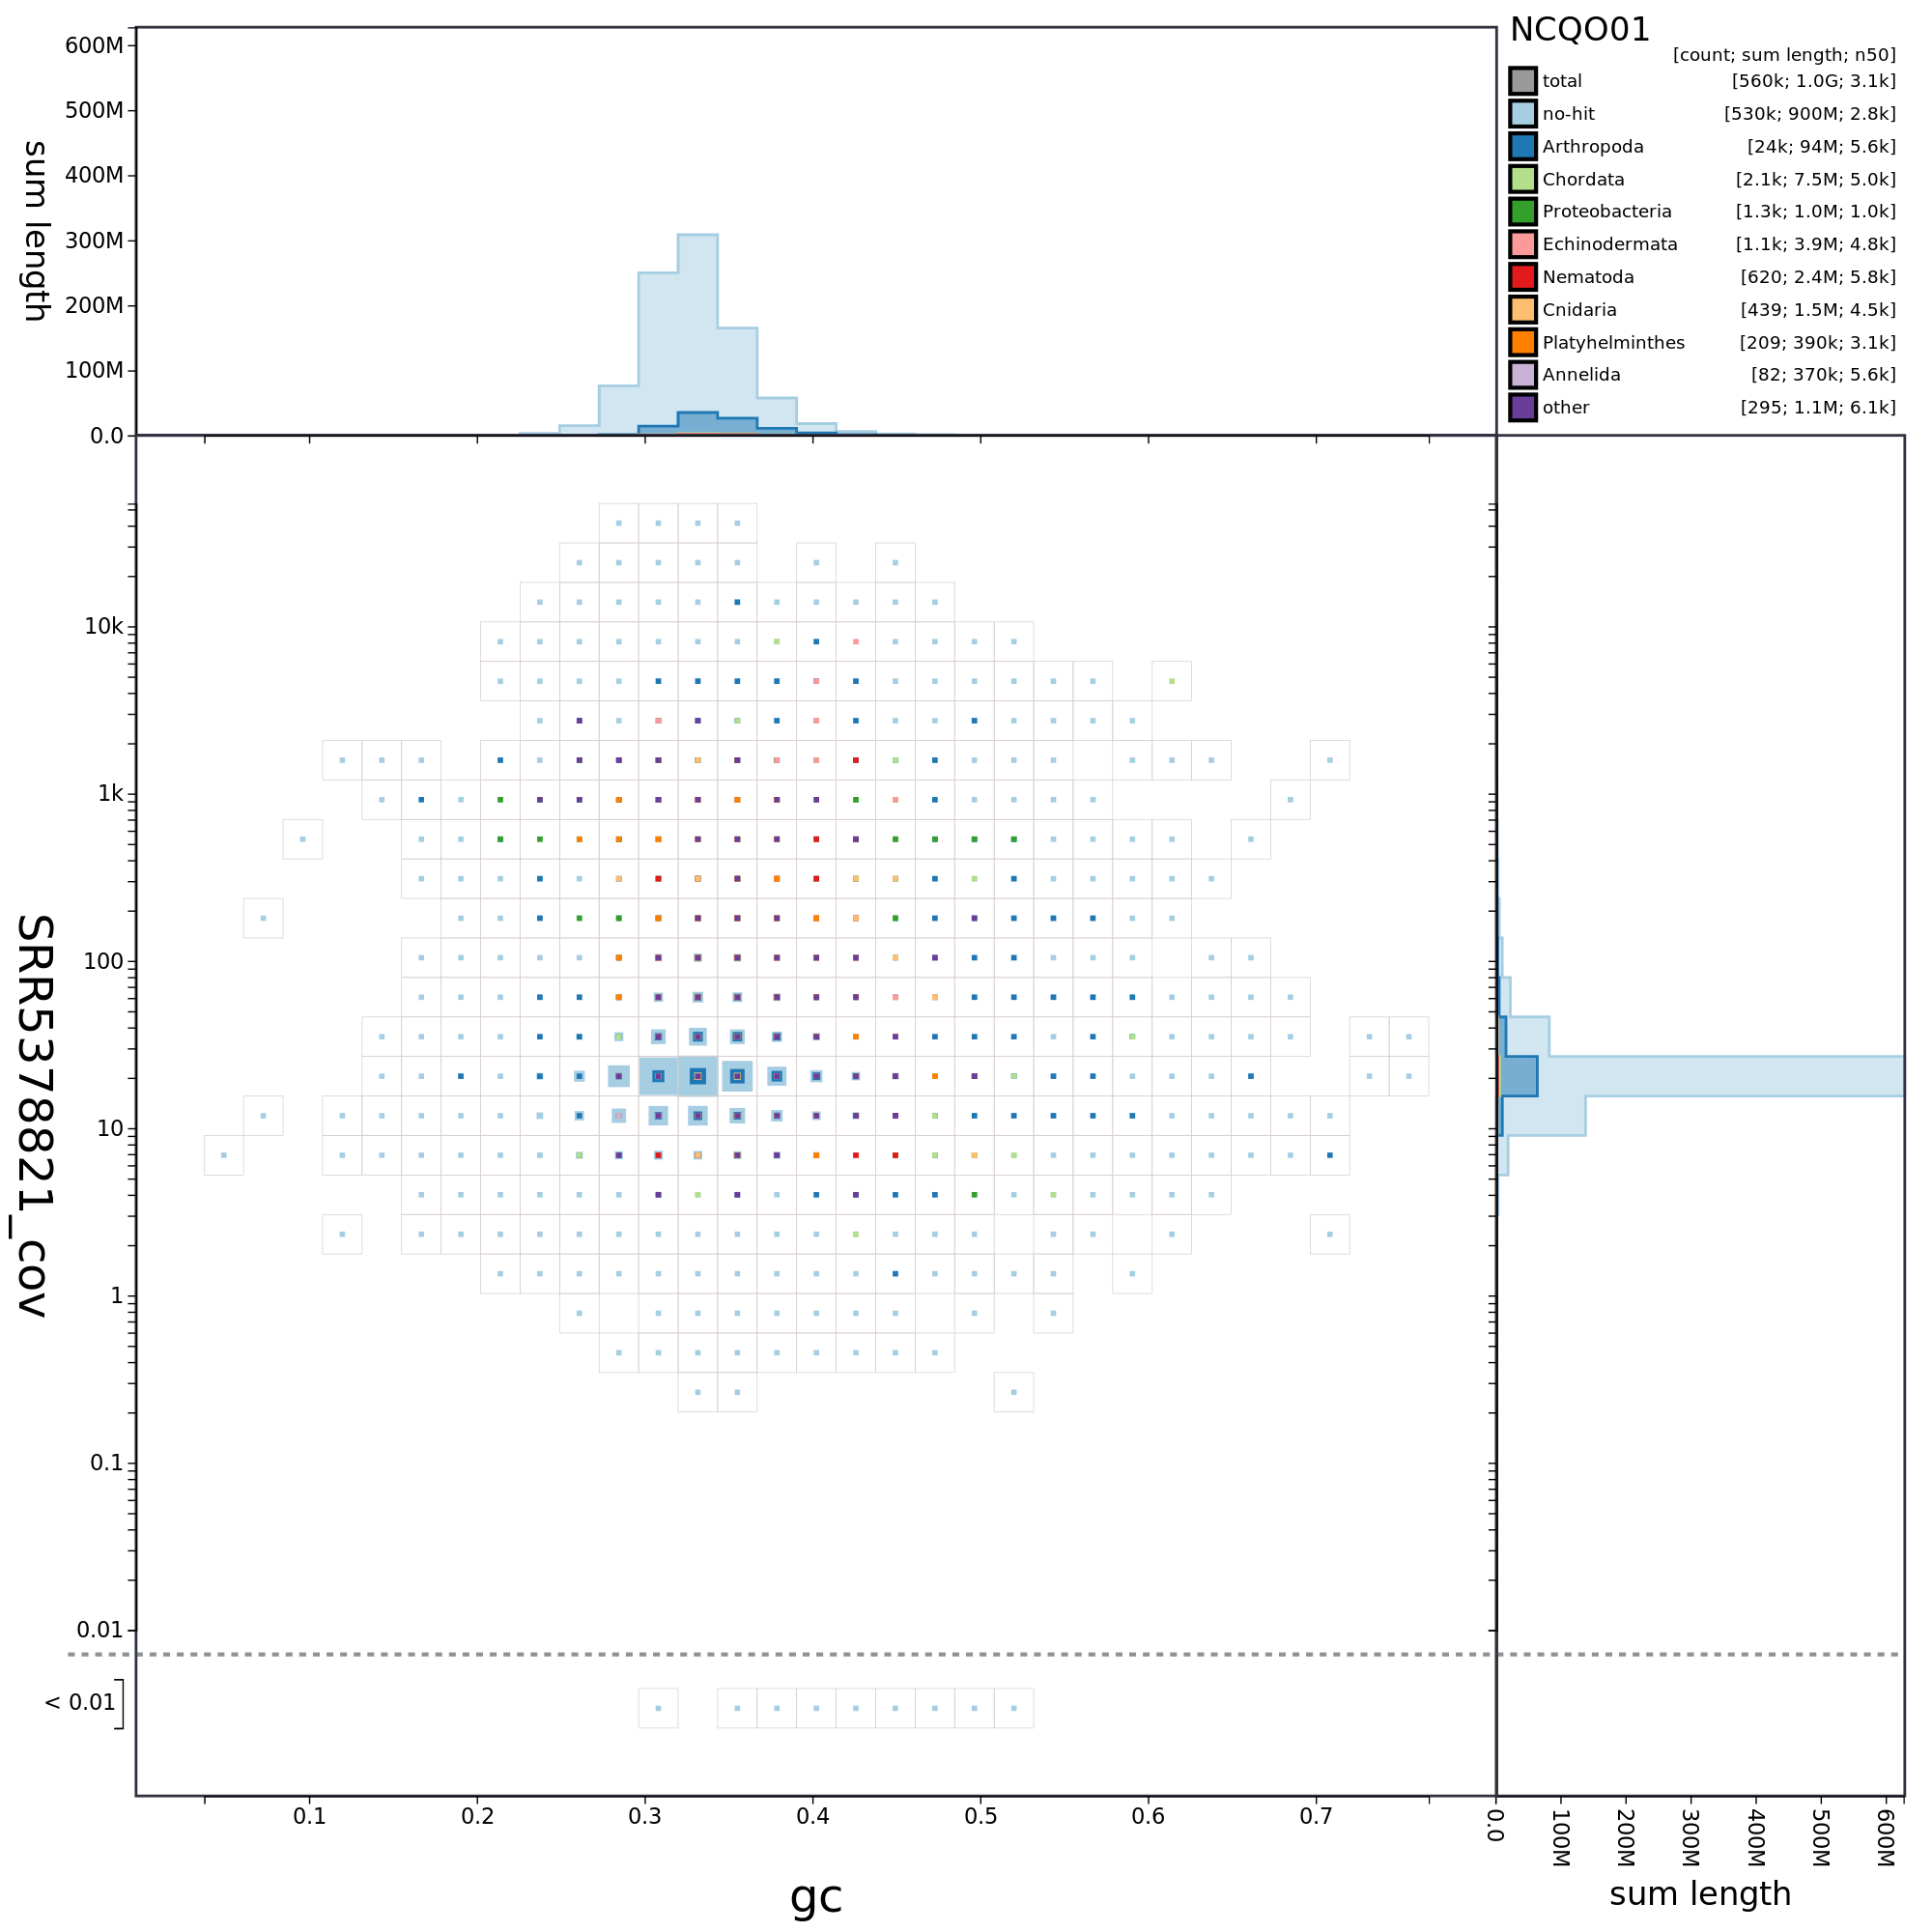 NCQO01
[count; sum length; n50]
total [560k; 1.0G; 3.1k]
no-hit [530k; 900M; 2.8k]
Arthropoda [24k; 94M; 5.6k]
Chordata [2.1k; 7.5M; 5.0k]
Proteobacteria [1.3k; 1.0M; 1.0k]
Echinodermata [1.1k; 3.9M; 4.8k]
Nematoda [620; 2.4M; 5.8k]
Cnidaria [439; 1.5M; 4.5k]
Platyhelminthes [209; 390k; 3.1k]
Annelida [82; 370k; 5.6k]
other [295; 1.1M; 6.1k]
sum length
600M
500M
400M
300M
200M
100M
0.0
SRR5378821_cov
10k
1k
100
10
1
0.1
0.01
< 0.01
0.1 0.2 0.3 0.4 0.5 0.6 0.7
gc
0.0 100M 200M 300M 400M 500M 600M
sum length